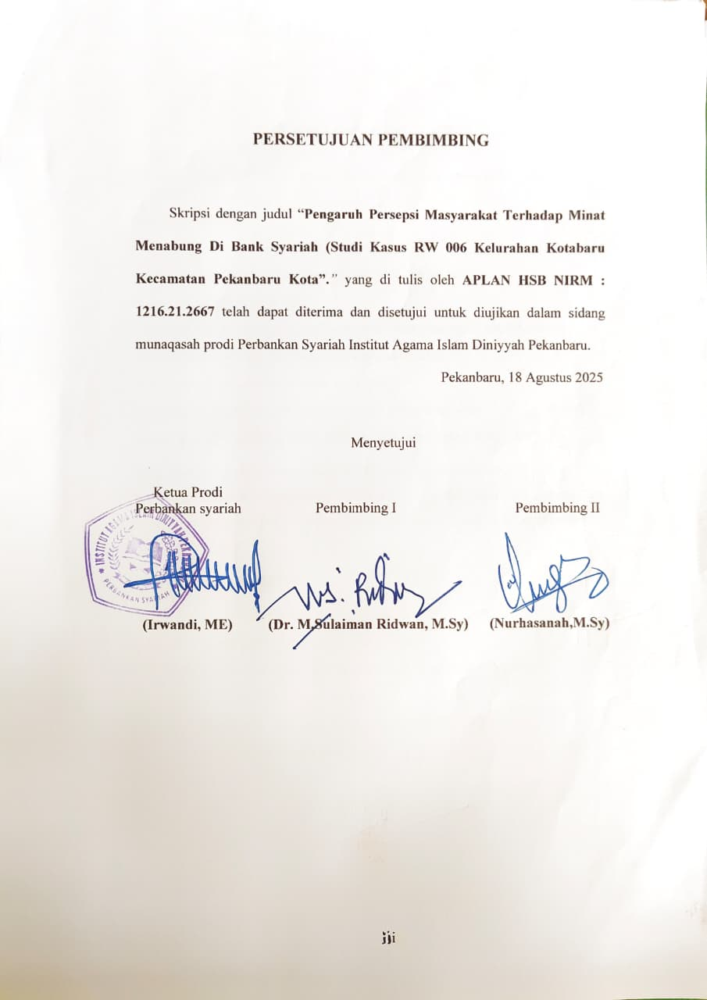 PERSETUJUAN PEMBIMBING
Skripsi dengan judul “Pengaruh Persepsi Masyarakat Terhadap Minat
Menabung Di Bank Syariah (Studi Kasus RW 006 Kelurahan Kotabaru
Kecamatan Pekanbaru Kota”.” yang di tulis oleh APLAN HSB NIRM :
1216.21.2667 telah dapat diterima dan disetujui untuk diujikan dalam sidang
munaqasah prodi Perbankan Syariah Institut Agama Islam Diniyyah Pekanbaru.
Pekanbaru, 18 Agustus 2025
Menyetujui
Ketua Prodi
Perbankan syariah Pembimbing I Pembimbing II
INSTITUT AGAMA ISLAM DINIYYAH
PERBANKAN SYARIAH
(Irwandi, ME) (Dr. M.Sulaiman Ridwan, M.Sy) (Nurhasanah,M.Sy)